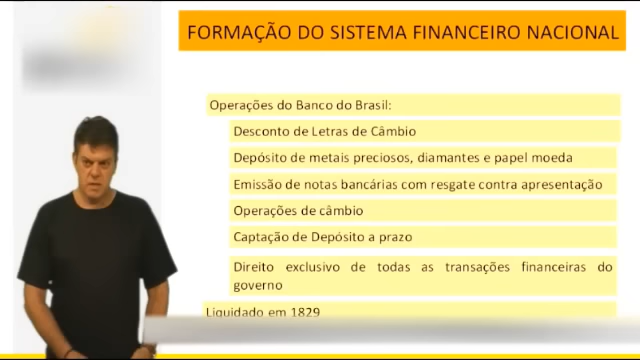 FORMAÇÃO DO SISTEMA FINANCEIRO NACIONAL
Operações do Banco do Brasil:
Desconto de Letras de Câmbio
Depósito de metais preciosos, diamantes e papel moeda
Emissão de notas bancárias com resgate contra apresentação
Operações de câmbio
Captação de Depósito a prazo
Direito exclusivo de todas as transações financeiras do
governo
Liquidado em 1829